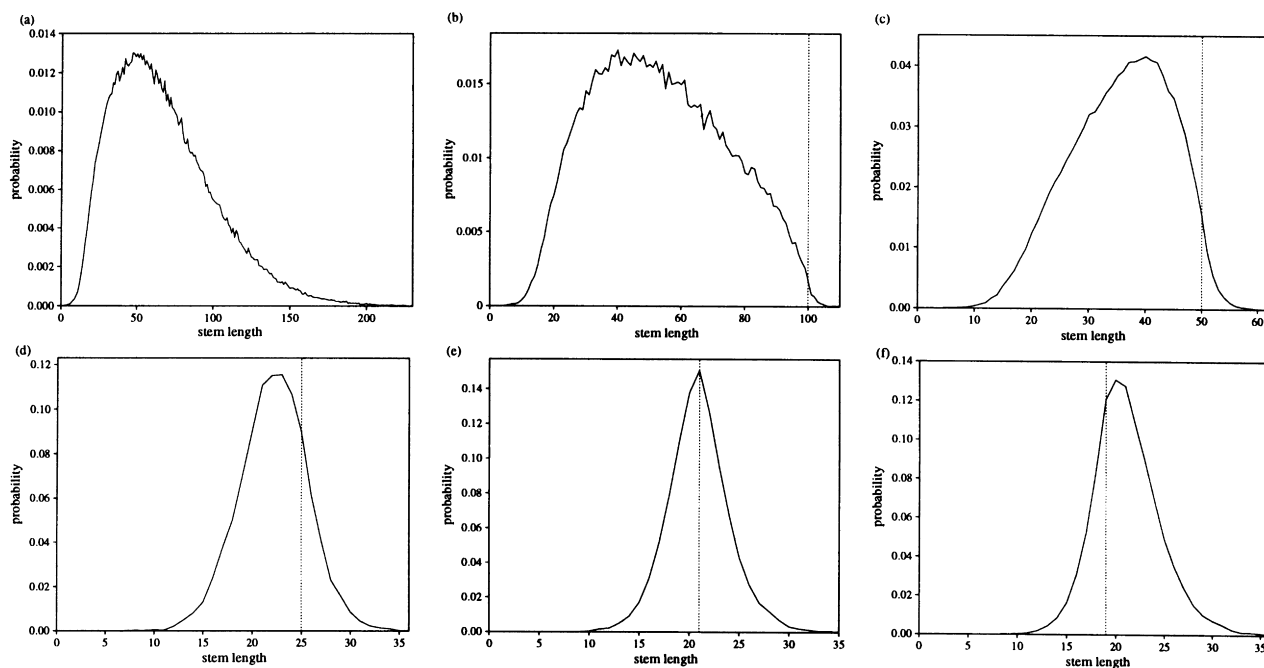 (a)
0.014
0.012
0.010
0.008
0.006
0.004
0.002
0.000
probability
0 50 100 150 200
stem length
(b)
0.015
0.01
0.005
0
probability
0 20 40 60 80 100
stem length
(c)
0.04
0.03
0.02
0.01
0.00
probability
0 10 20 30 40 50 60
stem length
(d)
0.12
0.10
0.08
0.06
0.04
0.02
0.00
probability
0 5 10 15 20 25 30 35
stem length
(e)
0.14
0.12
0.10
0.08
0.06
0.04
0.02
0.00
probability
0 5 10 15 20 25 30 35
stem length
(f)
0.14
0.12
0.10
0.08
0.06
0.04
0.02
0.00
probability
0 5 10 15 20 25 30 35
stem length